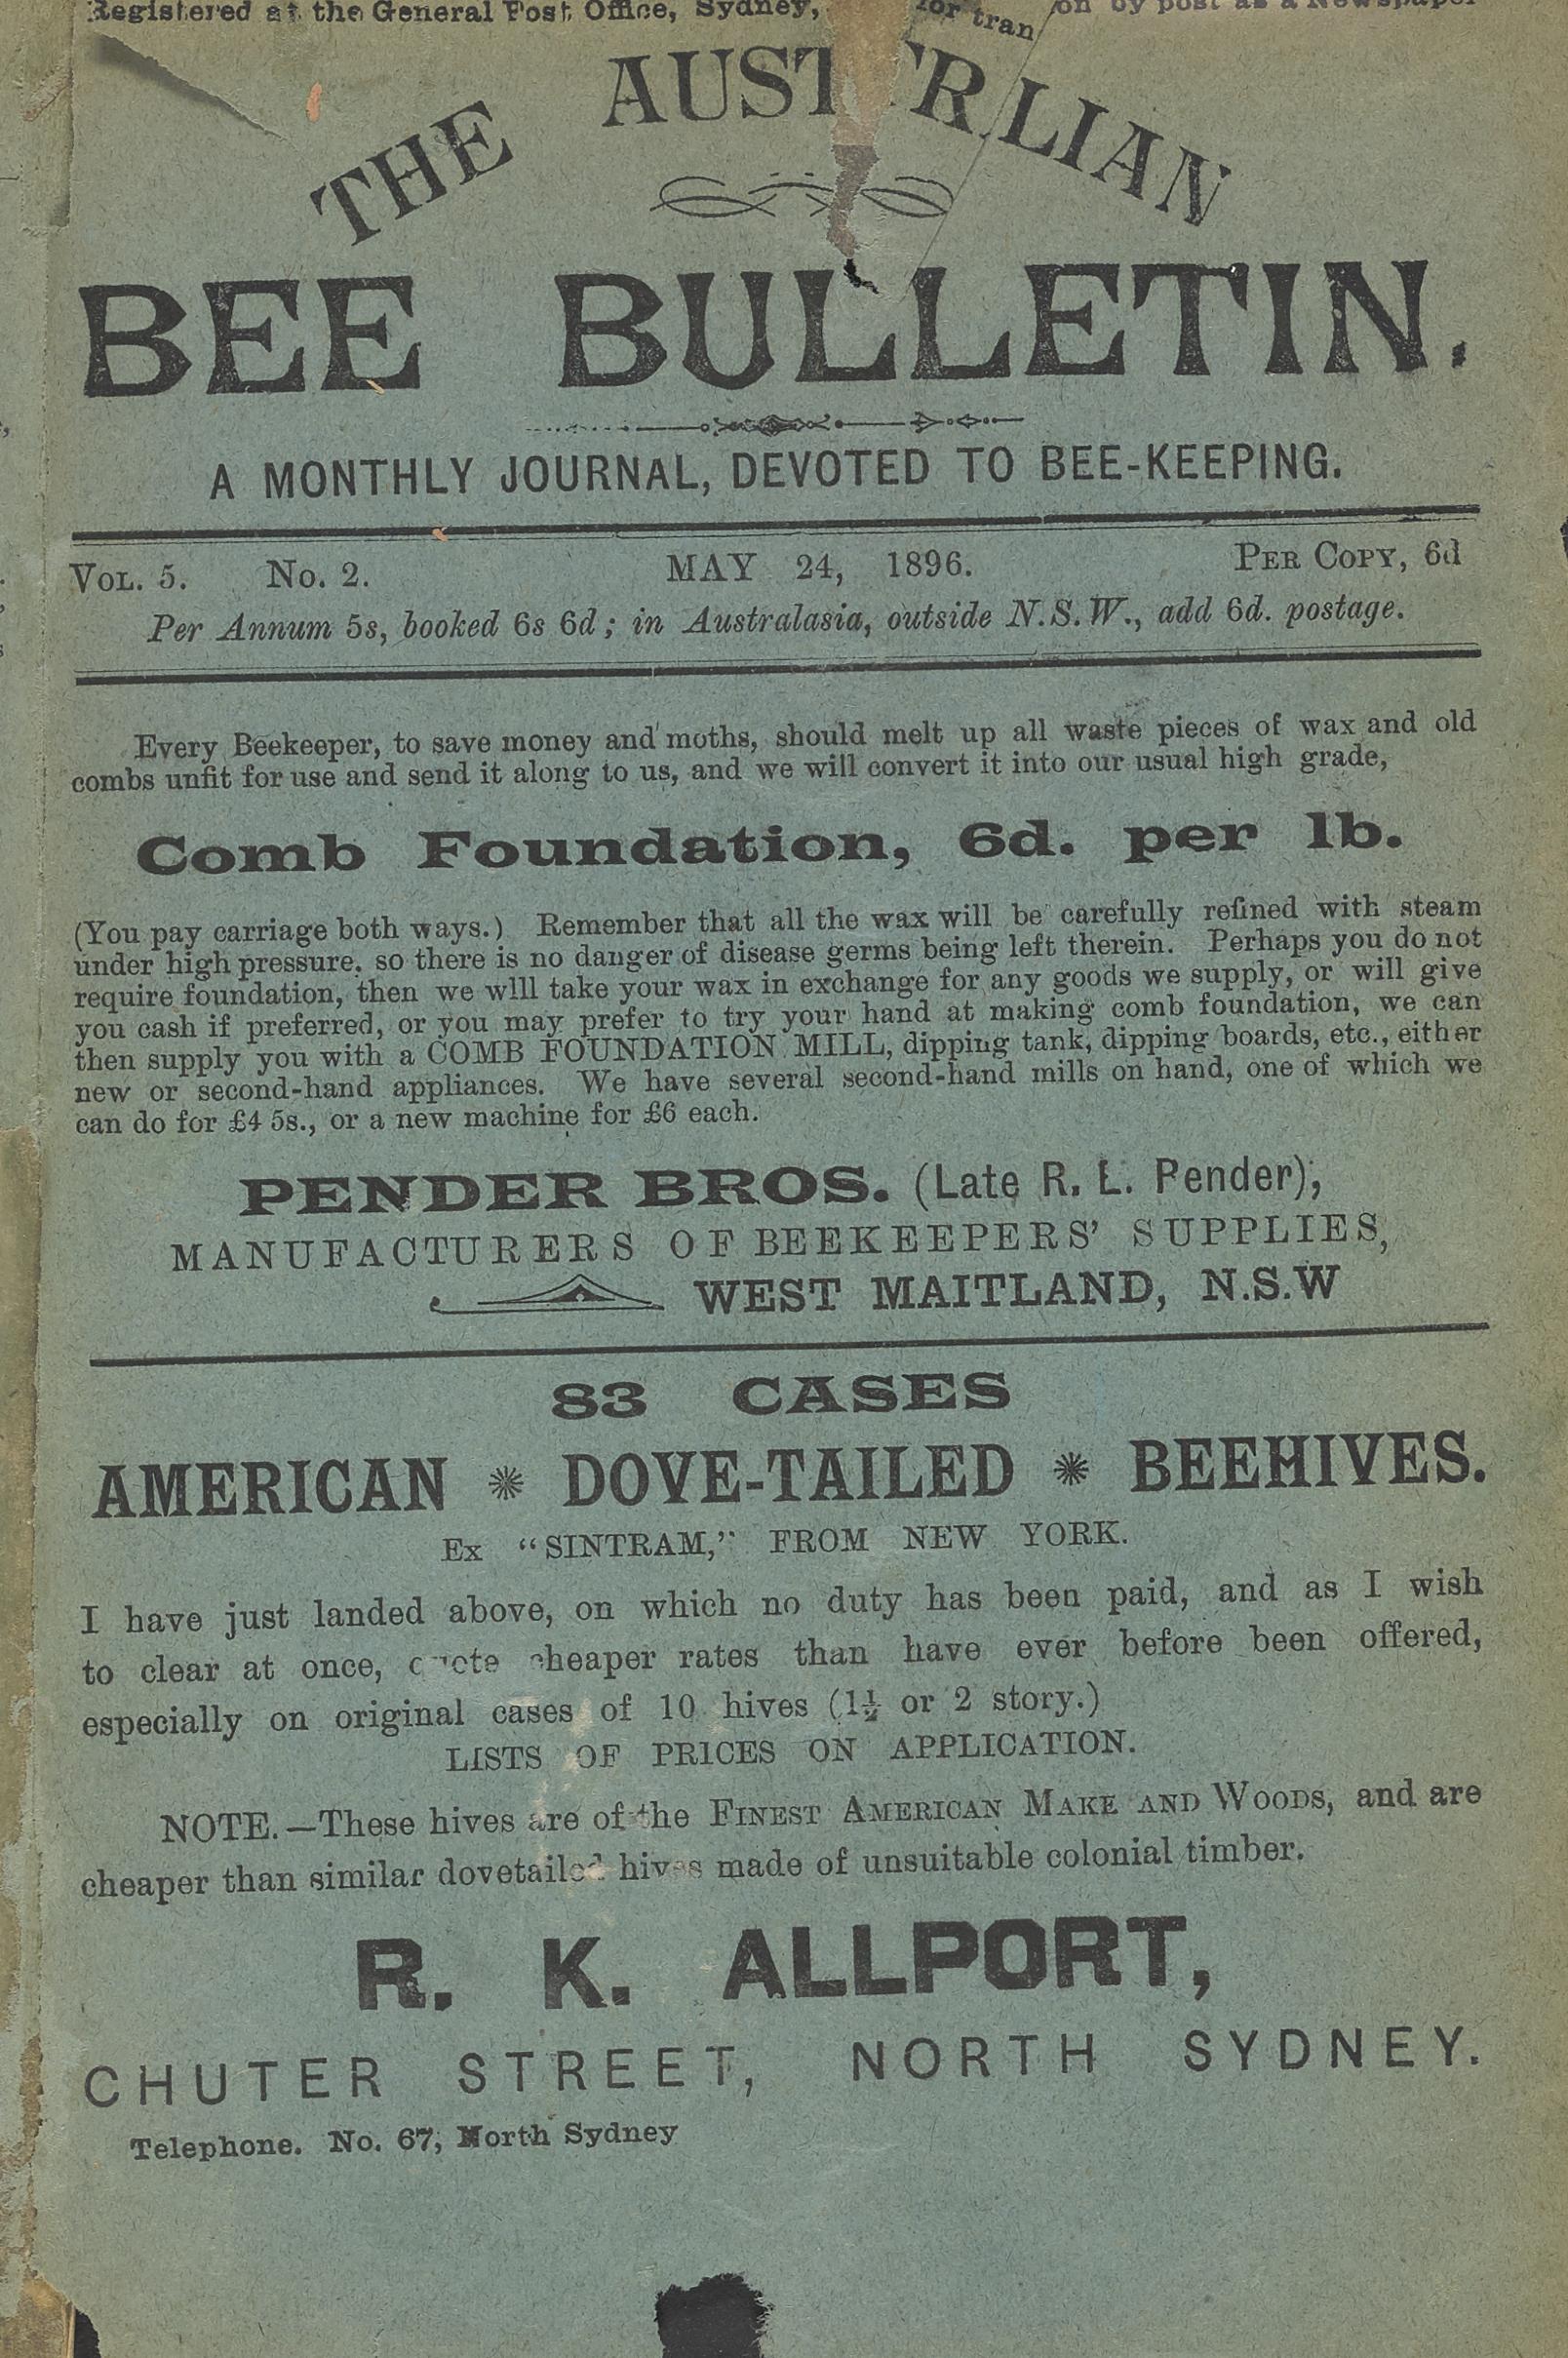 Registered at the General Post Office, Sydney, for tran on by post as a Newspaper
THE AUSTRLIAN
BEE BULLETIN.
A MONTHLY JOURNAL, DEVOTED TO BEE-KEEPING.
VOL. 5. No. 2. MAY 24, 1896. PER COPY, 6d
Per Annum 5s, booked 6s 6d; in Australasia, outside N.S.W., add 6d. postage.
Every Beekeeper, to save money and moths, should melt up all waste pieces of wax and old
combs unfit for use and send it along to us, and we will convert it into our usual high grade,
Comb Foundation, 6d. per lb.
(You pay carriage both ways.) Remember that all the wax will be carefully refined with steam
under high pressure, so there is no danger of disease germs being left therein. Perhaps you do not
require foundation, then we wlll take your wax in exchange for any goods we supply, or will give
you cash if preferred, or you may prefer to try your hand at making comb foundation, we can
then supply you with a COMB FOUNDATION MILL, dipping tank, dipping boards, etc., either
new or second-hand appliances. We have several second-hand mills on hand, one of which we
can do for £4 5s., or a new machine for £6 each.
PENDER BROS. (Late R. L. Pender),
MANUFACTURERS OF BEEKEEPERS' SUPPLIES,
WEST MAITLAND, N.S.W
83 CASES
AMERICAN ❋ DOVE-TAILED ❋ BEEHIVES.
Ex "SINTRAM," FROM NEW YORK.
I have just landed above, on which no duty has been paid, and as I wish
to clear at once, quote cheaper rates than have ever before been offered,
especially on original cases of 10 hives (1½ or 2 story.)
LISTS OF PRICES ON APPLICATION.
NOTE.—These hives are of the FINEST AMERICAN MAKE AND WOODS, and are
cheaper than similar dovetailed hives made of unsuitable colonial timber.
R. K. ALLPORT,
CHUTER STREET, NORTH SYDNEY.
Telephone. No. 67, North Sydney